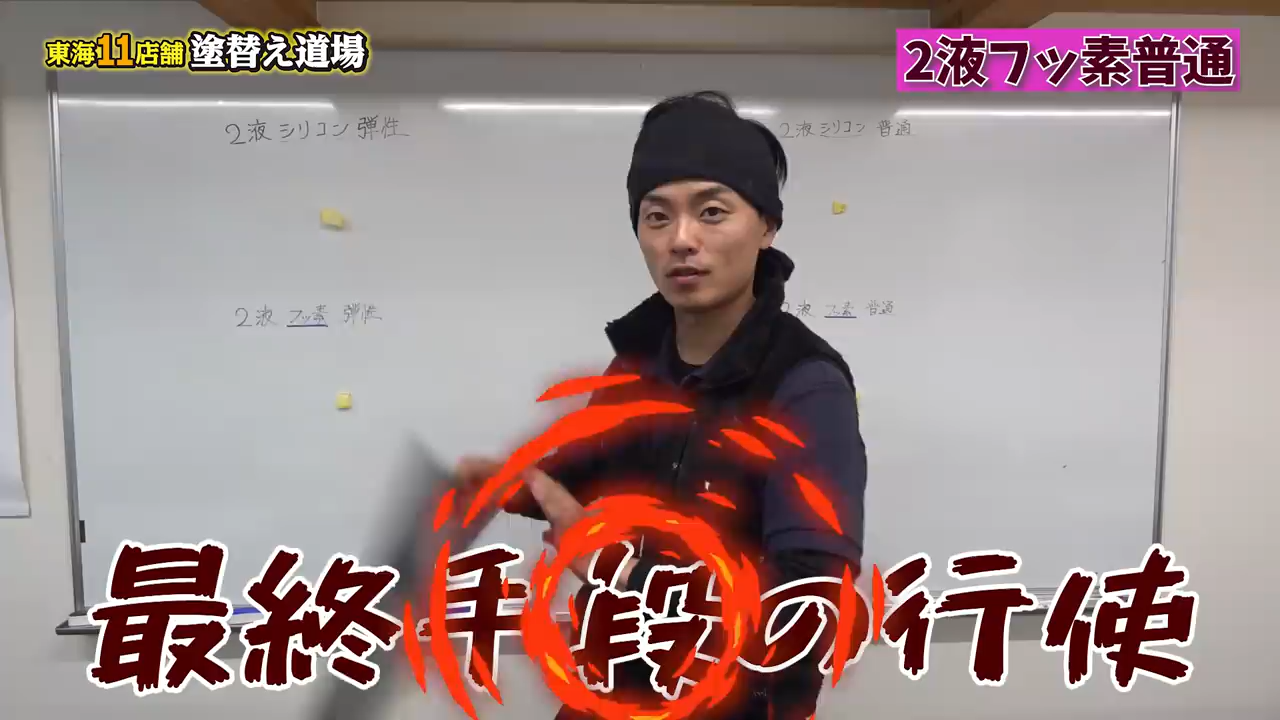 東海11店舗 塗替え道場
2液フッ素普通
2液 シリコン 弾性
2液 シリコン 普通
2液 フッ素 弾性
2液 フッ素 普通
最終手段の行使